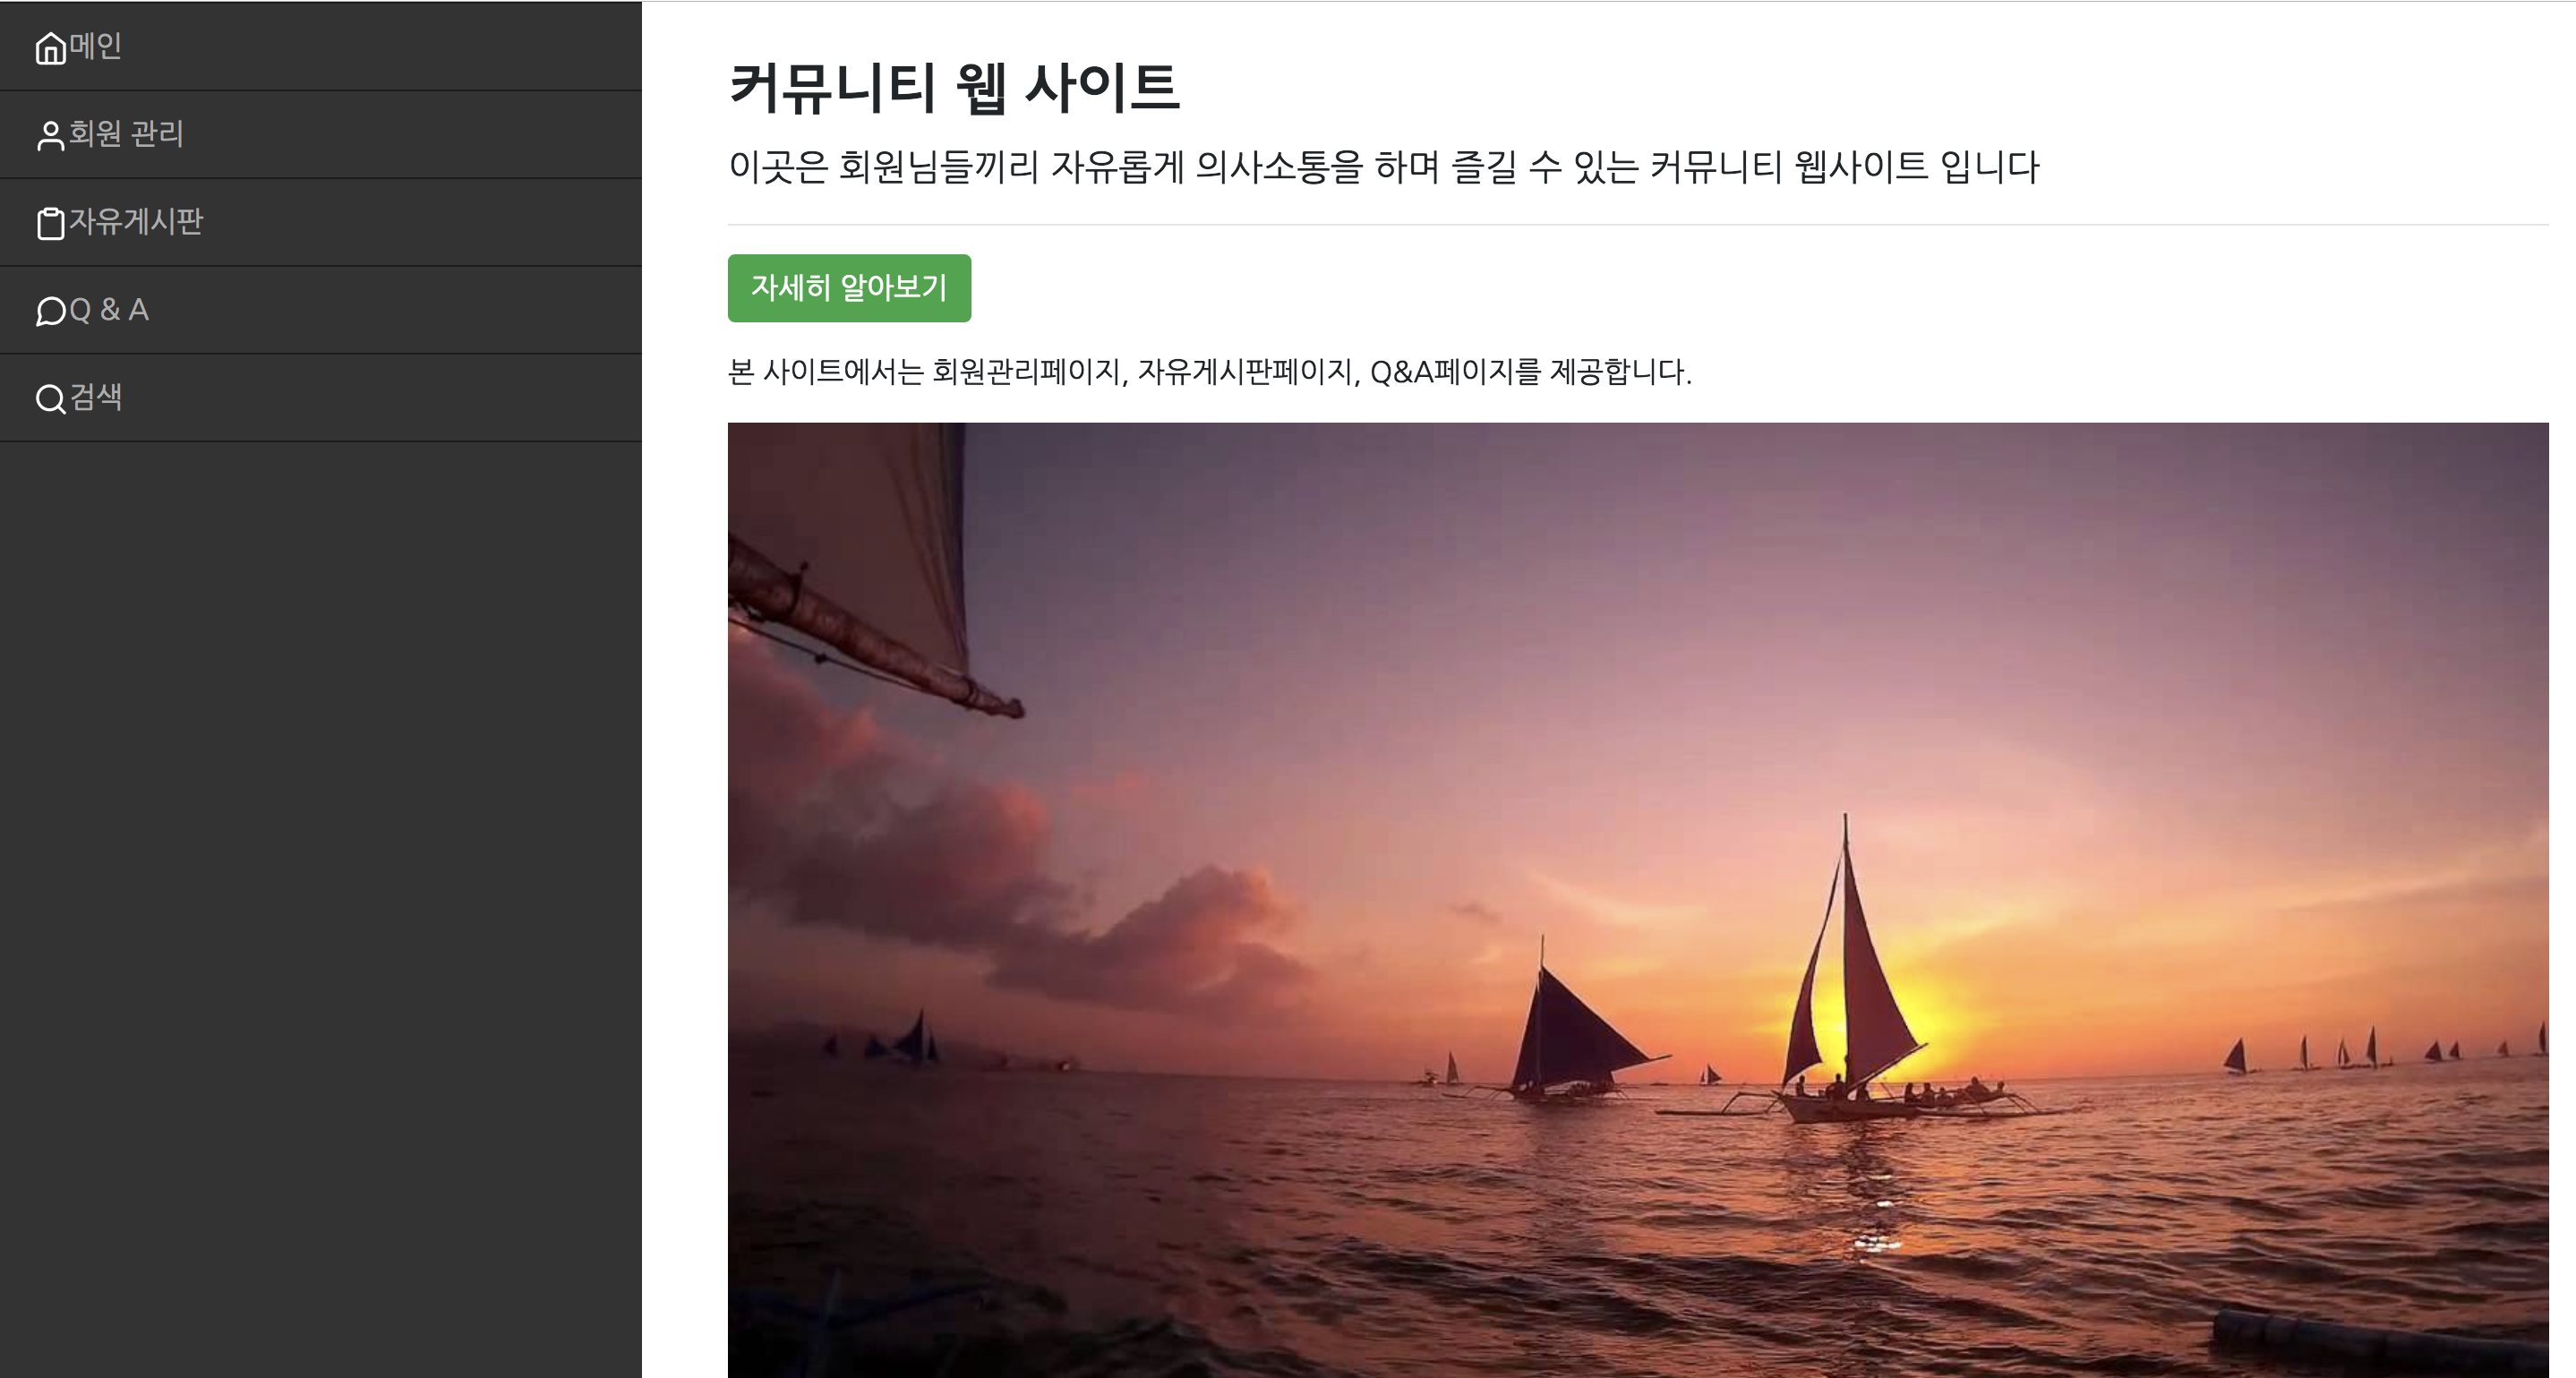 메인
회원 관리
자유게시판
Q & A
검색
커뮤니티 웹 사이트
이곳은 회원님들끼리 자유롭게 의사소통을 하며 즐길 수 있는 커뮤니티 웹사이트 입니다
자세히 알아보기
본 사이트에서는 회원관리페이지, 자유게시판페이지, Q&A페이지를 제공합니다.